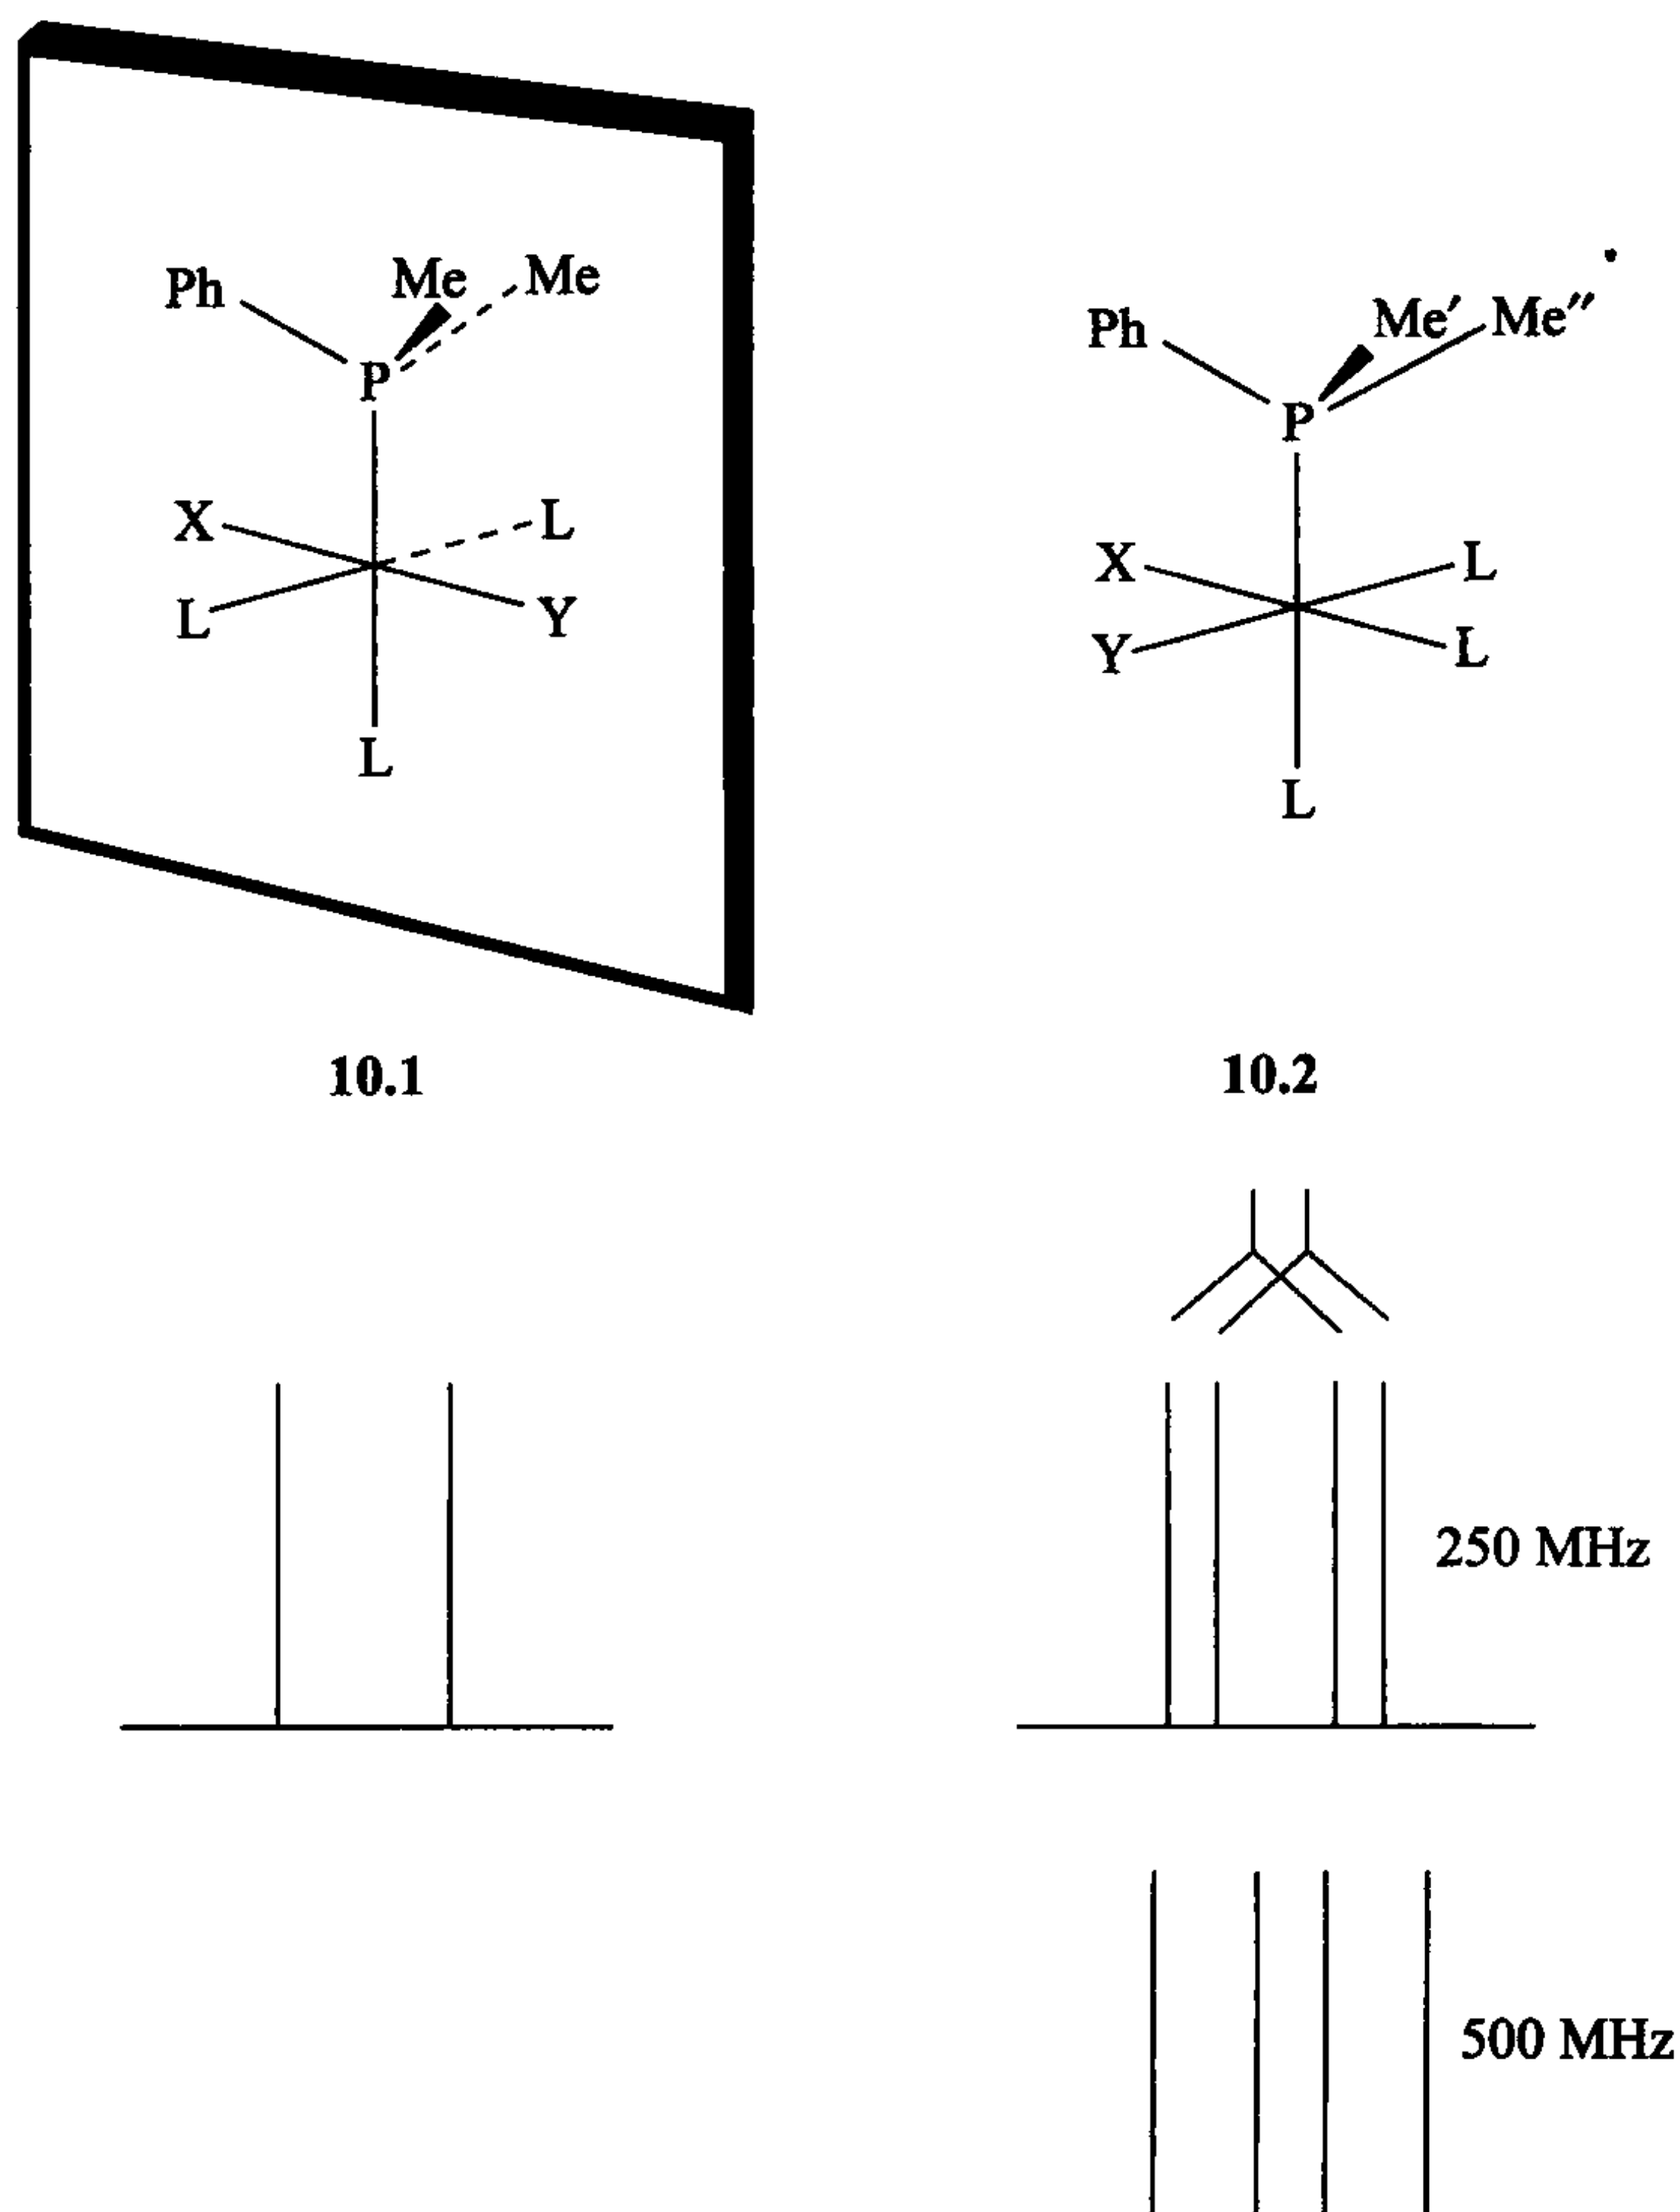 Ph Me Me
P
X L
L Y
L
10.1
Ph Me′ Me″
P
X L
Y L
L
10.2
250 MHz
500 MHz